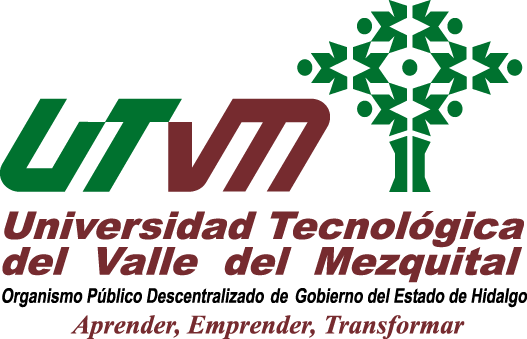 UTVM
Universidad Tecnológica
del Valle del Mezquital
Organismo Público Descentralizado de Gobierno del Estado de Hidalgo
Aprender, Emprender, Transformar